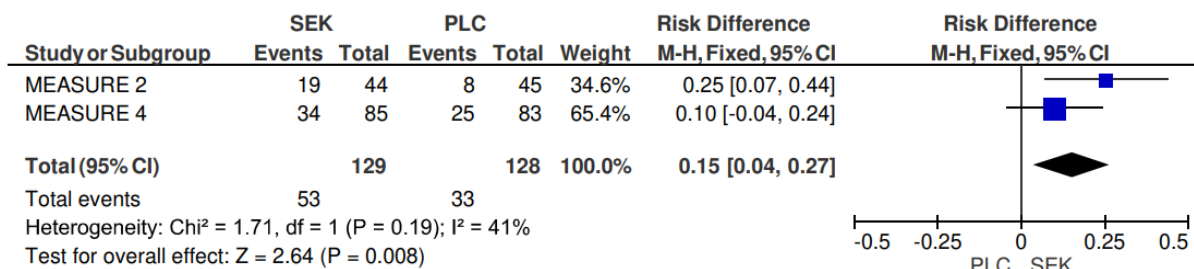 SEK PLC Risk Difference Risk Difference
Study or Subgroup Events Total Events Total Weight M-H, Fixed, 95% CI M-H, Fixed, 95% CI
MEASURE 2 19 44 8 45 34.6% 0.25 [0.07, 0.44]
MEASURE 4 34 85 25 83 65.4% 0.10 [-0.04, 0.24]
Total (95% CI) 129 128 100.0% 0.15 [0.04, 0.27]
Total events 53 33
Heterogeneity: Chi² = 1.71, df = 1 (P = 0.19); I² = 41%
Test for overall effect: Z = 2.64 (P = 0.008)
-0.5 -0.25 0 0.25 0.5
PLC SEK